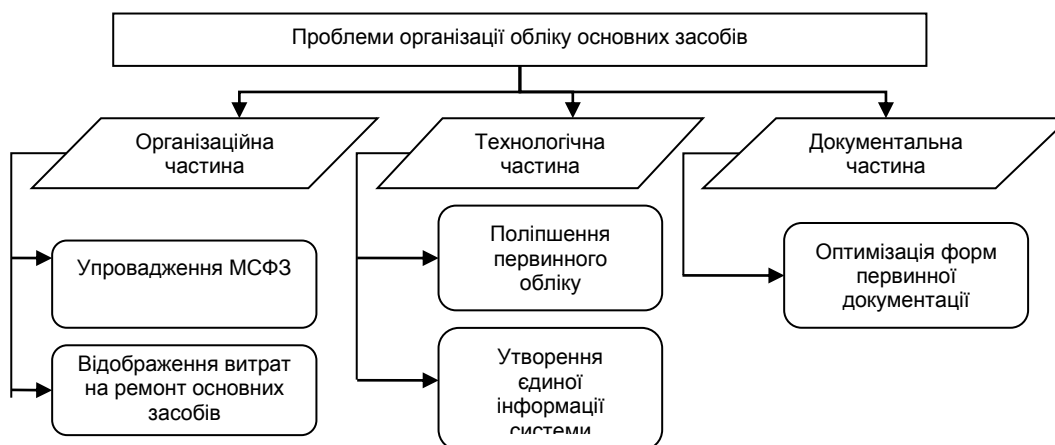 Проблеми організації обліку основних засобів
Організаційна
частина
Технологічна
частина
Документальна
частина
Упровадження МСФЗ
Відображення витрат
на ремонт основних
засобів
Поліпшення
первинного
обліку
Утворення
єдиної
інформації
системи
Оптимізація форм
первинної
документації